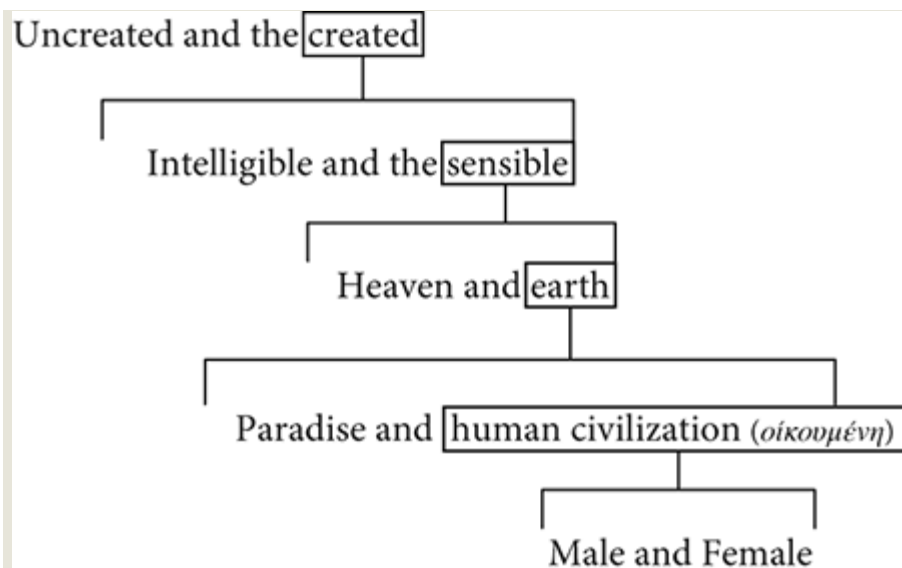 Uncreated and the created
Intelligible and the sensible
Heaven and earth
Paradise and human civilization (οἰκουμένη)
Male and Female